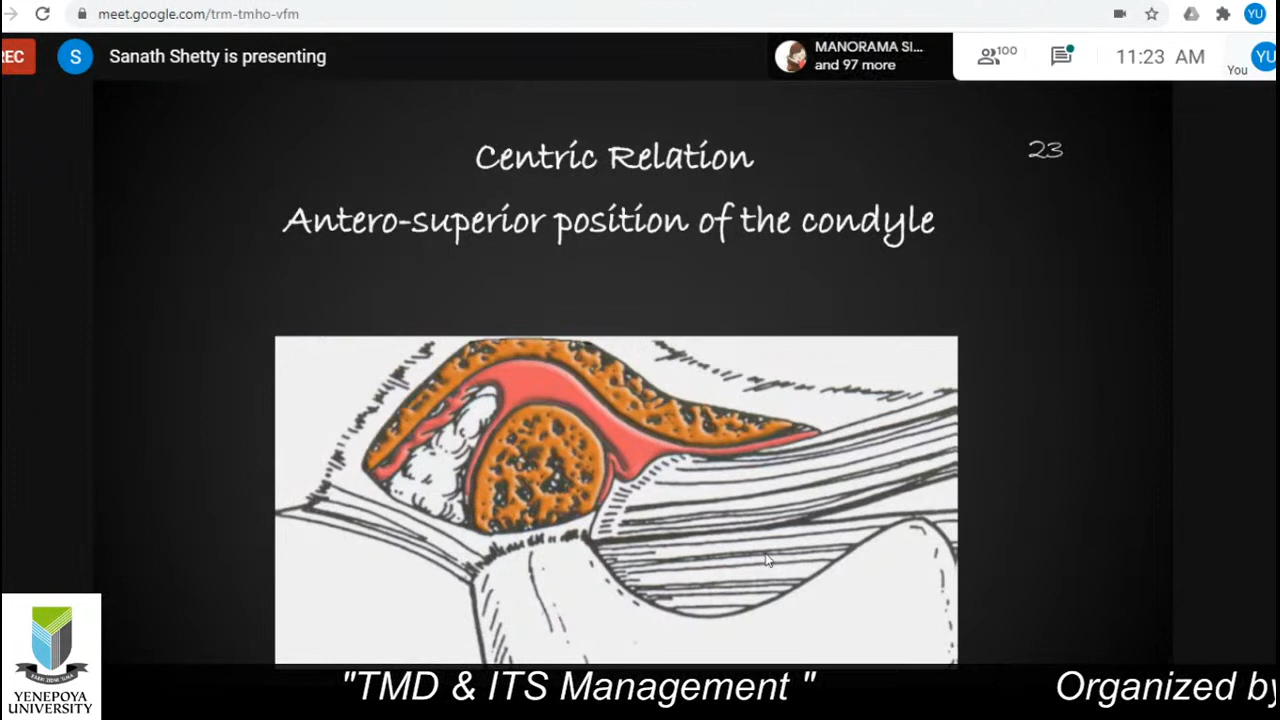 meet.google.com/trm-tmho-vfm
YU
REC
S
Sanath Shetty is presenting
MANORAMA SI...
and 97 more
100
11:23 AM
You
YU
Centric Relation
23
Antero-superior position of the condyle
YENEPOYA
UNIVERSITY
"TMD & ITS Management "
Organized by